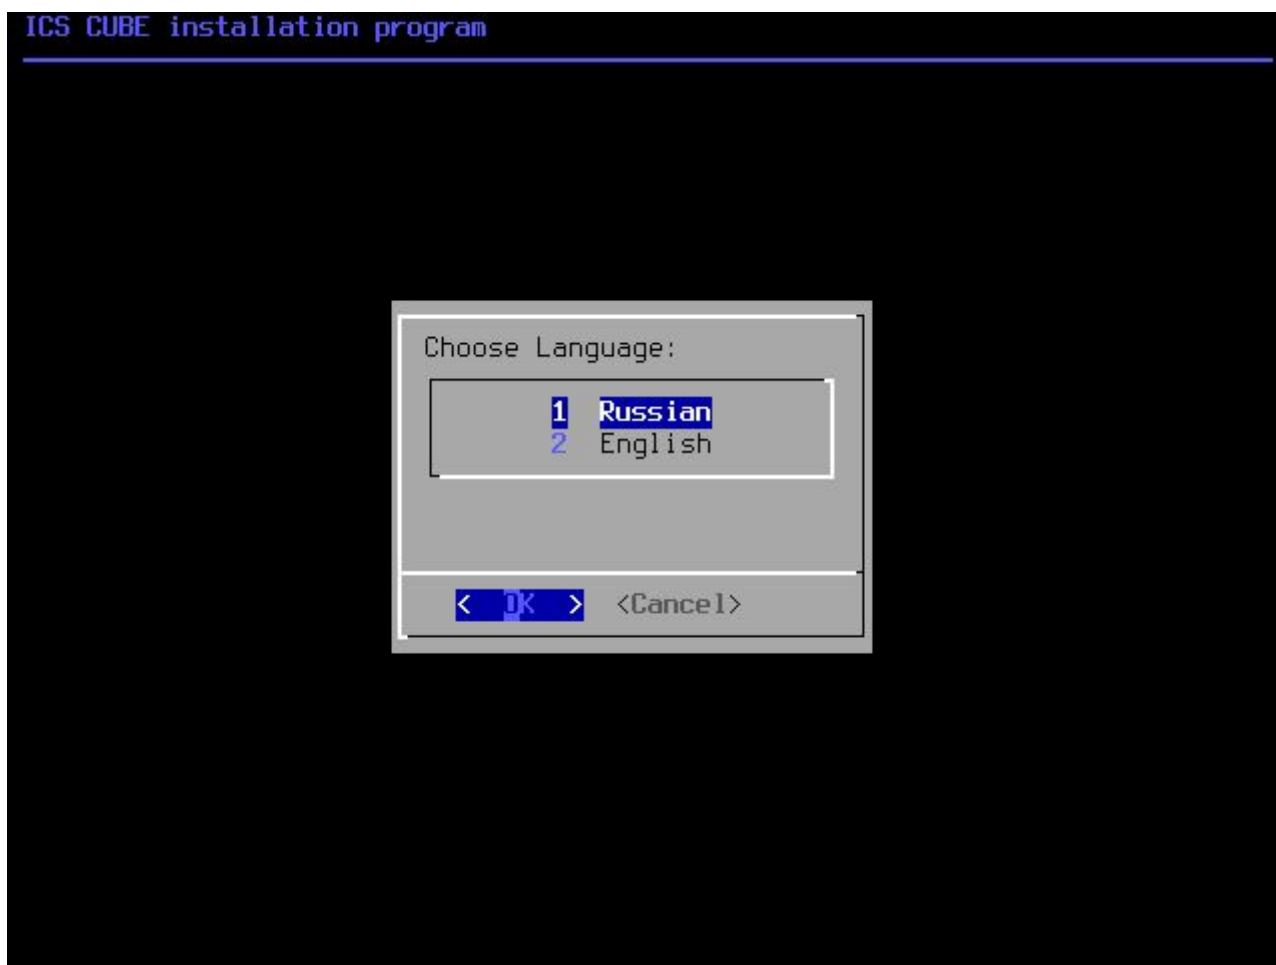 ICS CUBE installation program
Choose Language:
1 Russian
2 English
< OK > <Cancel>